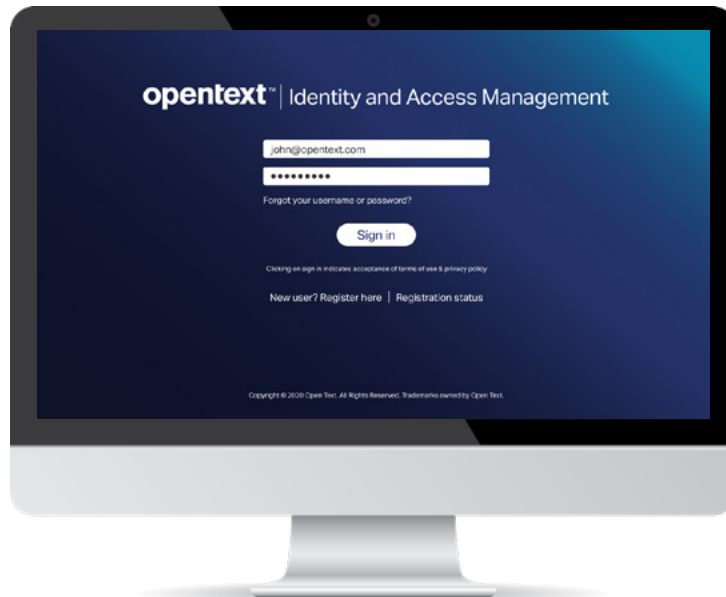 opentext™ | Identity and Access Management
john@opentext.com
•••••••••
Forgot your username or password?
Sign in
Clicking on sign in indicates acceptance of terms of use & privacy policy
New user? Register here | Registration status
Copyright © 2020 Open Text. All Rights Reserved. Trademarks owned by Open Text.